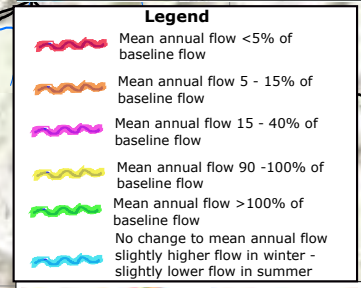 Legend
Mean annual flow <5% of
baseline flow
Mean annual flow 5 - 15% of
baseline flow
Mean annual flow 15 - 40% of
baseline flow
Mean annual flow 90 -100% of
baseline flow
Mean annual flow >100% of
baseline flow
No change to mean annual flow
slightly higher flow in winter -
slightly lower flow in summer